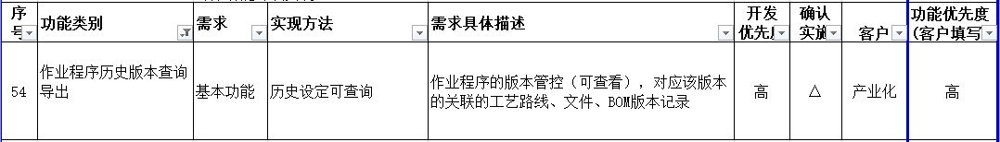 序号 功能类别 需求 实现方法 需求具体描述 开发优先 确认实施 客户 功能优先度(客户填写
54 作业程序历史版本查询导出 基本功能 历史设定可查询 作业程序的版本管控（可查看），对应该版本的关联的工艺路线、文件、BOM版本记录 高 △ 产业化 高